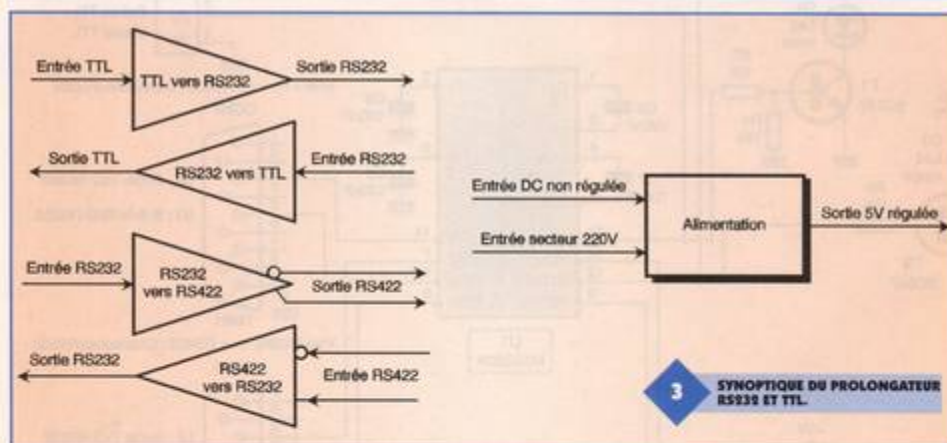 Entrée TTL
TTL vers RS232
Sortie RS232
Sortie TTL
RS232 vers TTL
Entrée RS232
Entrée RS232
RS232
vers RS422
Sortie RS422
Sortie RS232
RS422
vers RS232
Entrée RS422
Entrée DC non régulée
Entrée secteur 220V
Alimentation
Sortie 5V régulée
3
SYNOPTIQUE DU PROLONGATEUR
RS232 ET TTL.